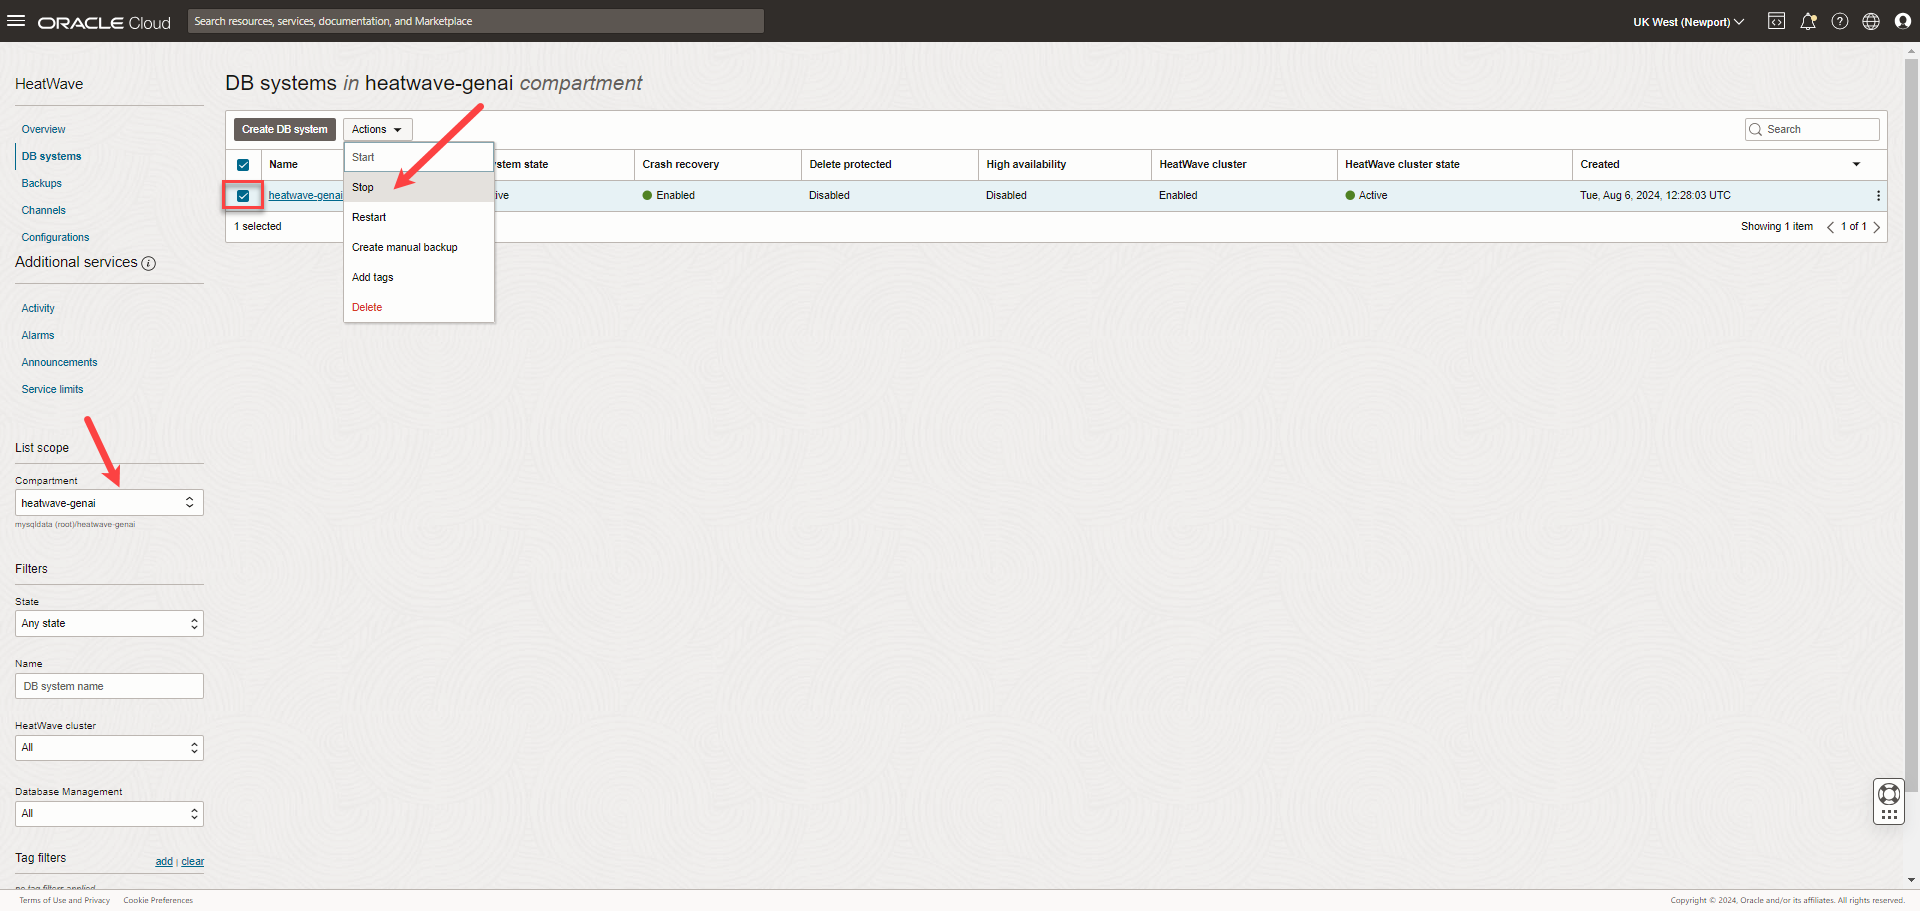 ORACLE Cloud
Search resources, services, documentation, and Marketplace
UK West (Newport)
HeatWave
Overview
DB systems
Backups
Channels
Configurations
Additional services
Activity
Alarms
Announcements
Service limits
List scope
Compartment
heatwave-genai
mysqldata (root)/heatwave-genai
Filters
State
Any state
Name
DB system name
HeatWave cluster
All
Database Management
All
Tag filters add | clear
no tag filters applied
DB systems in heatwave-genai compartment
Create DB system Actions
Search
Start
Stop
Restart
Create manual backup
Add tags
Delete
Name stem state Crash recovery Delete protected High availability HeatWave cluster HeatWave cluster state Created
heatwave-genai ive Enabled Disabled Disabled Enabled Active Tue, Aug 6, 2024, 12:28:03 UTC
1 selected
Showing 1 item 1 of 1
Terms of Use and Privacy Cookie Preferences
Copyright © 2024, Oracle and/or its affiliates. All rights reserved.